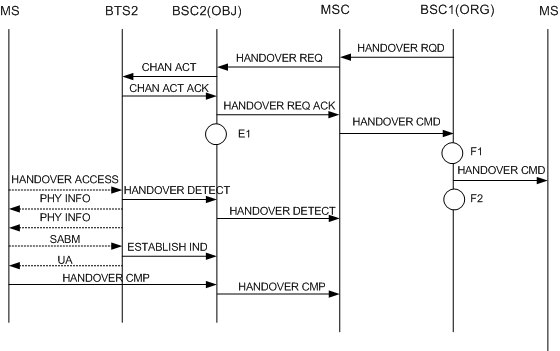 MS BTS2 BSC2(OBJ) MSC BSC1(ORG) MS
HANDOVER RQD
HANDOVER REQ
CHAN ACT
CHAN ACT ACK
HANDOVER REQ ACK
HANDOVER CMD
E1
F1
HANDOVER CMD
HANDOVER ACCESS
HANDOVER DETECT
F2
PHY INFO
HANDOVER DETECT
PHY INFO
SABM
ESTABLISH IND
UA
HANDOVER CMP
HANDOVER CMP